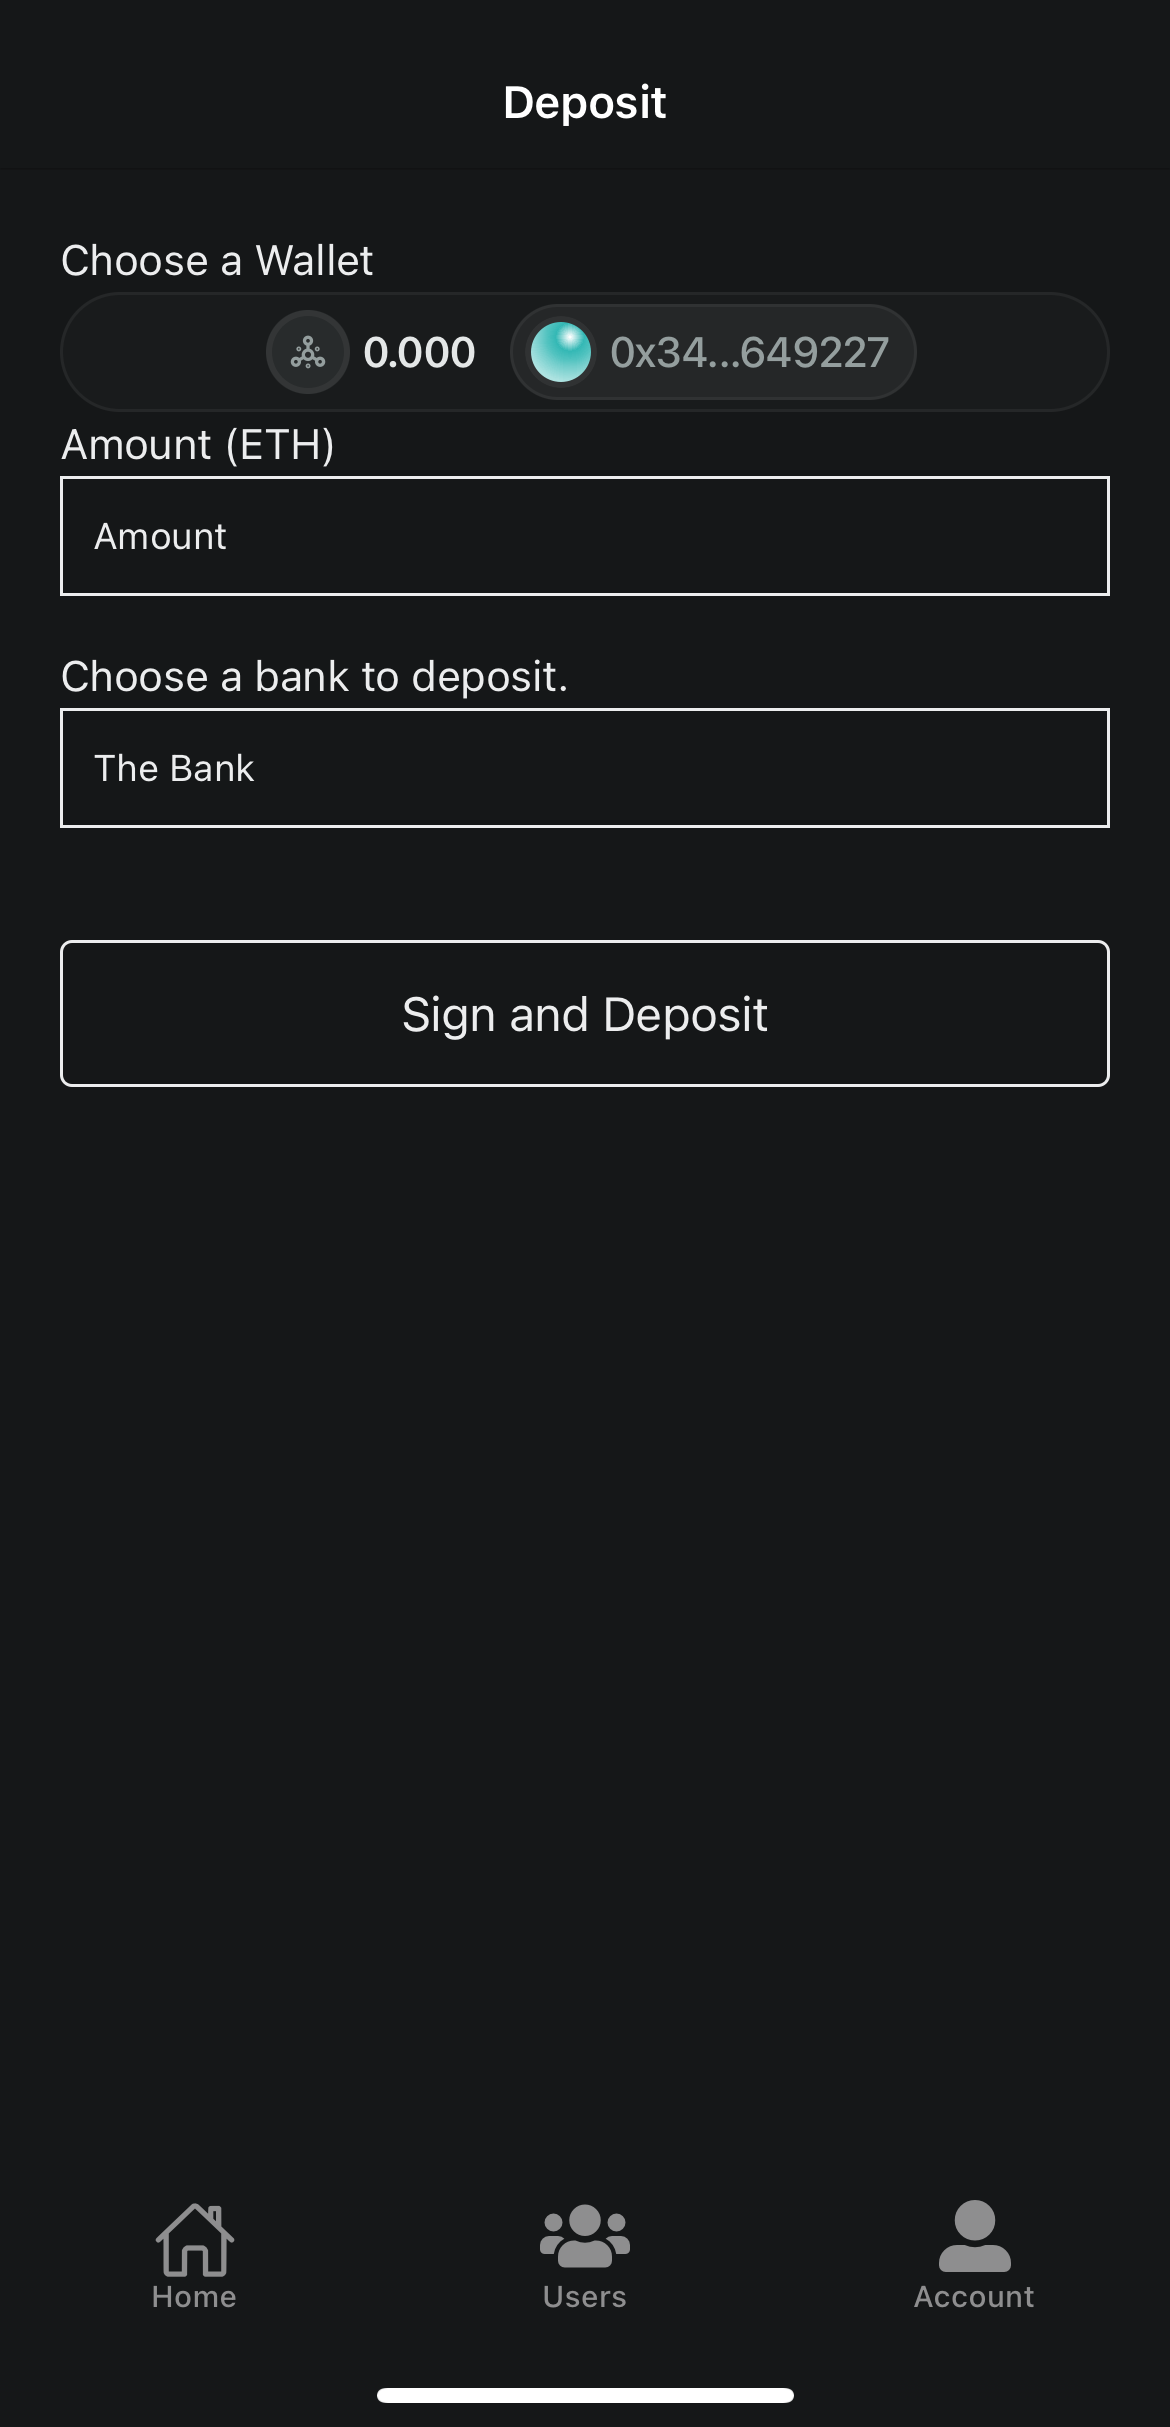 Deposit
Choose a Wallet
0.000 0x34...649227
Amount (ETH)
Amount
Choose a bank to deposit.
The Bank
Sign and Deposit
Home Users Account